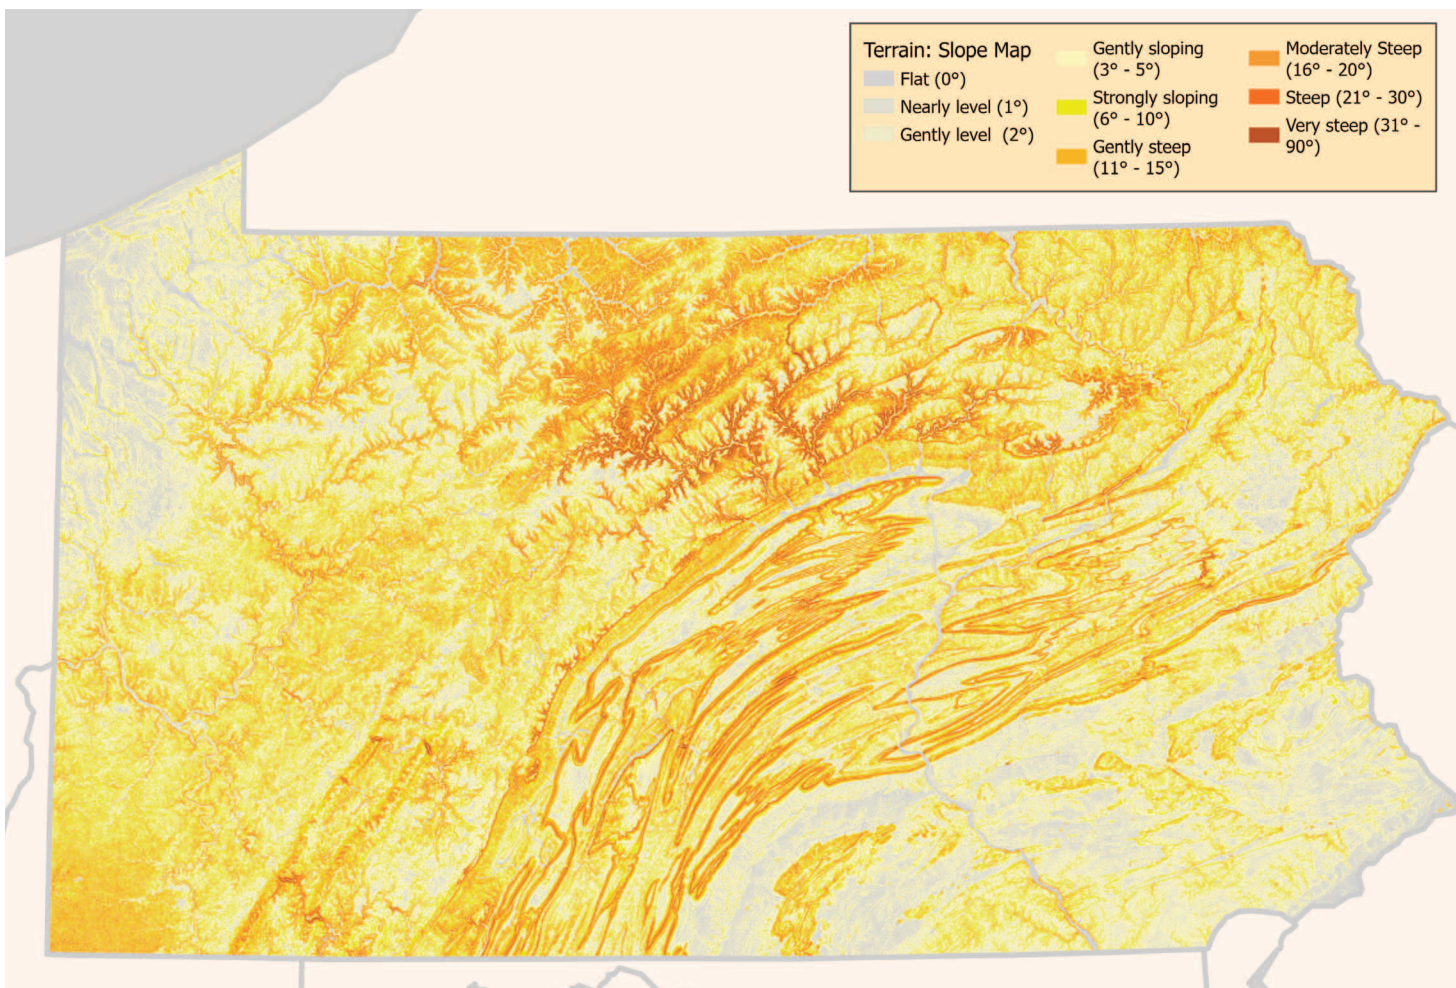 Terrain: Slope Map
Flat (0°)
Nearly level (1°)
Gently level (2°)
Gently sloping
(3° - 5°)
Strongly sloping
(6° - 10°)
Gently steep
(11° - 15°)
Moderately Steep
(16° - 20°)
Steep (21° - 30°)
Very steep (31° -
90°)